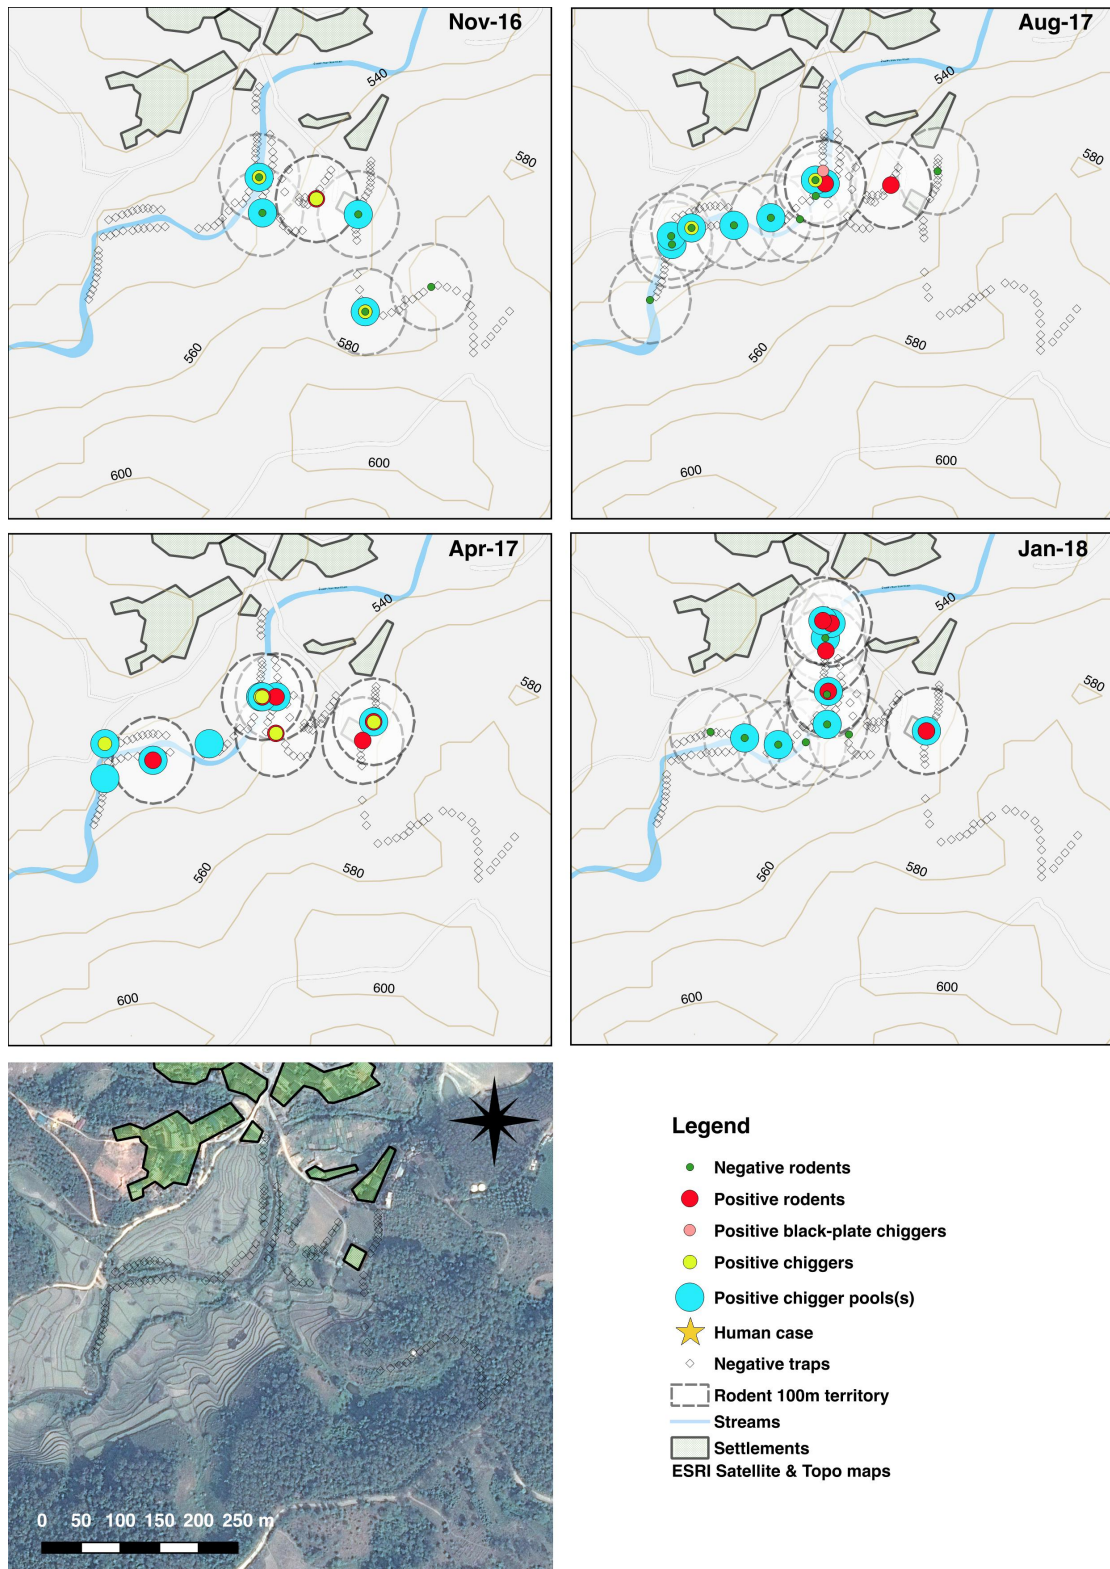 Nov-16
540
580
560
580
600
600
Aug-17
540
580
560
580
600
600
Apr-17
540
580
560
580
600
600
Jan-18
540
580
560
580
600
600
0 50 100 150 200 250 m
Legend
Negative rodents
Positive rodents
Positive black-plate chiggers
Positive chiggers
Positive chigger pools(s)
Human case
Negative traps
Rodent 100m territory
Streams
Settlements
ESRI Satellite & Topo maps